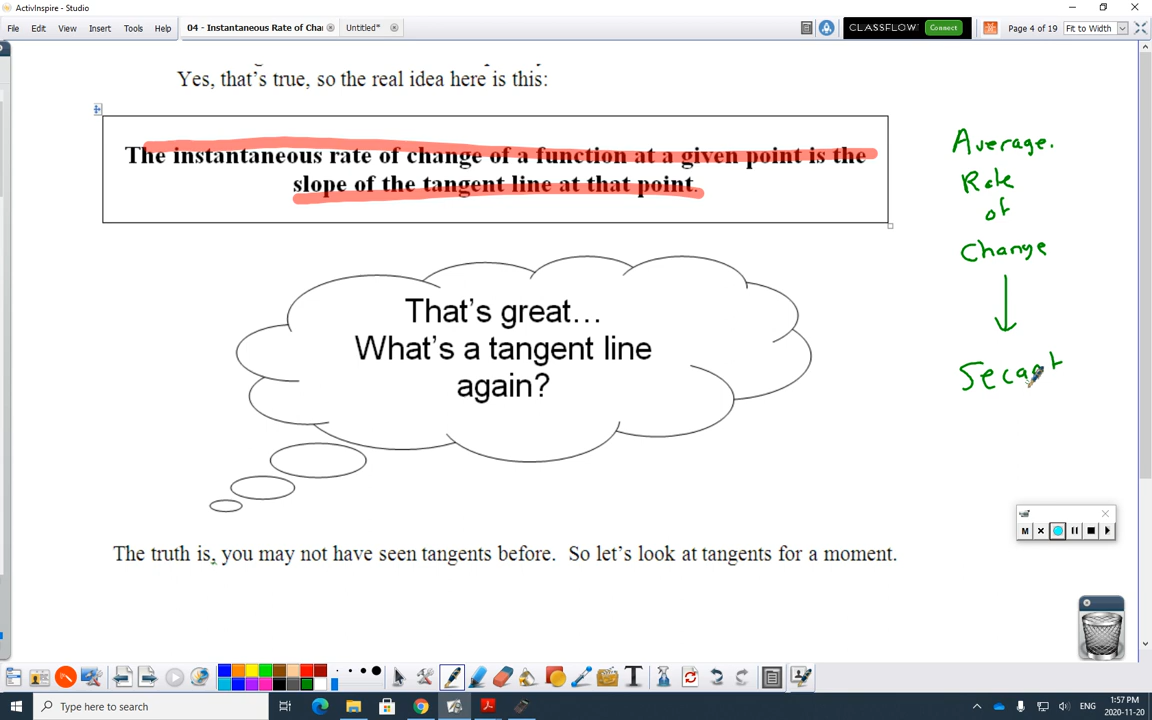 ActivInspire - Studio
File Edit View Insert Tools Help
04 - Instantaneous Rate of Cha
Untitled*
CLASSFLOW
Connect
Page 4 of 19
Fit to Width
Yes, that's true, so the real idea here is this:
The instantaneous rate of change of a function at a given point is the
slope of the tangent line at that point.
Average.
Rate
of
Change
Secant
That's great...
What's a tangent line
again?
M
The truth is, you may not have seen tangents before. So let's look at tangents for a moment.
T
Type here to search
ENG
1:57 PM
2020-11-20